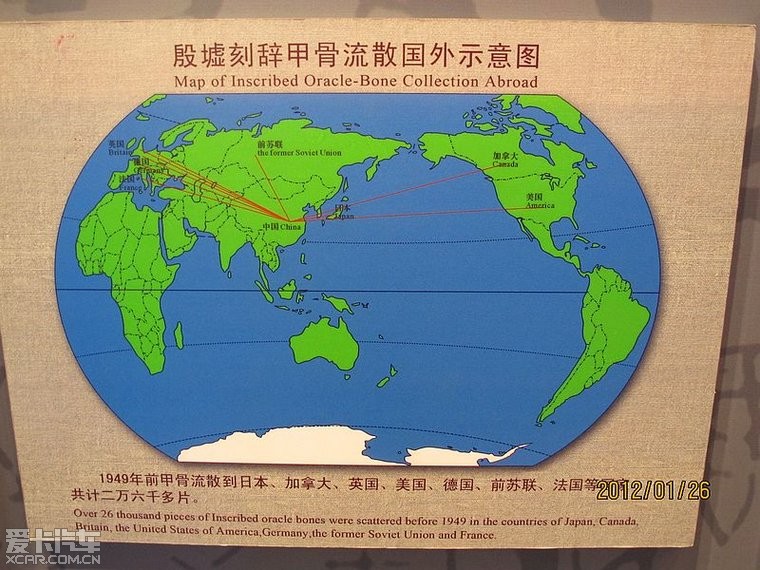 殷墟刻辞甲骨流散国外示意图
Map of Inscribed Oracle-Bone Collection Abroad
英国
Britain
德国
Germany
法国
France
前苏联
the former Soviet Union
中国 China
日本
Japan
加拿大
Canada
美国
America
1949年前甲骨流散到日本、加拿大、英国、美国、德国、前苏联、法国等
共计二万六千多片。
2012/01/26
Over 26 thousand pieces of Inscribed oracle bones were scattered before 1949 in the countries of Japan, Canada,
Britain, the United States of America,Germany,the former Soviet Union and France.
爱卡汽车
XCAR.COM.CN